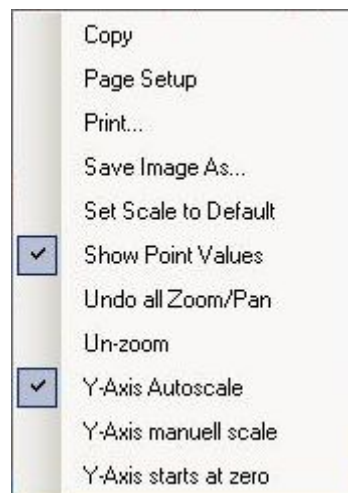 Copy
Page Setup
Print...
Save Image As...
Set Scale to Default
Show Point Values
Undo all Zoom/Pan
Un-zoom
Y-Axis Autoscale
Y-Axis manuell scale
Y-Axis starts at zero